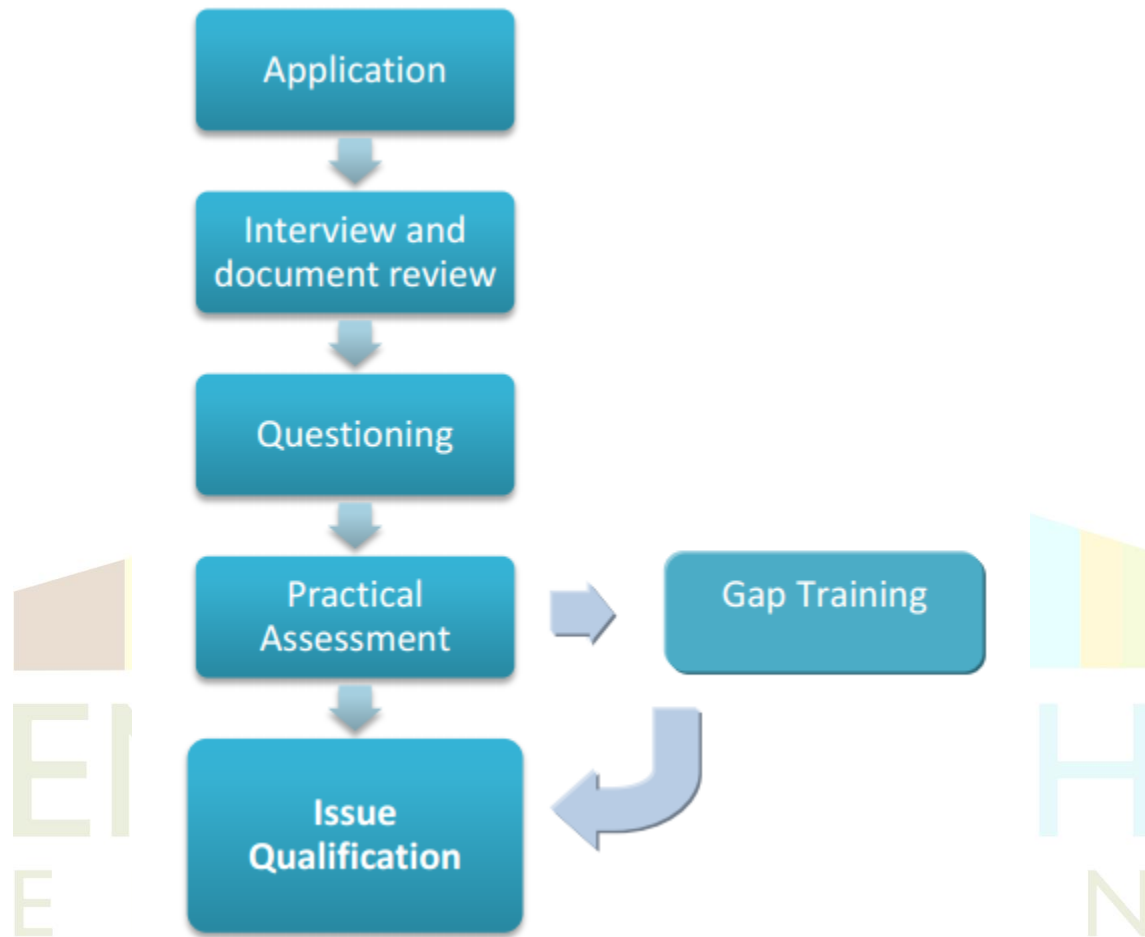 Application
Interview and
document review
Questioning
Practical
Assessment
Gap Training
Issue
Qualification